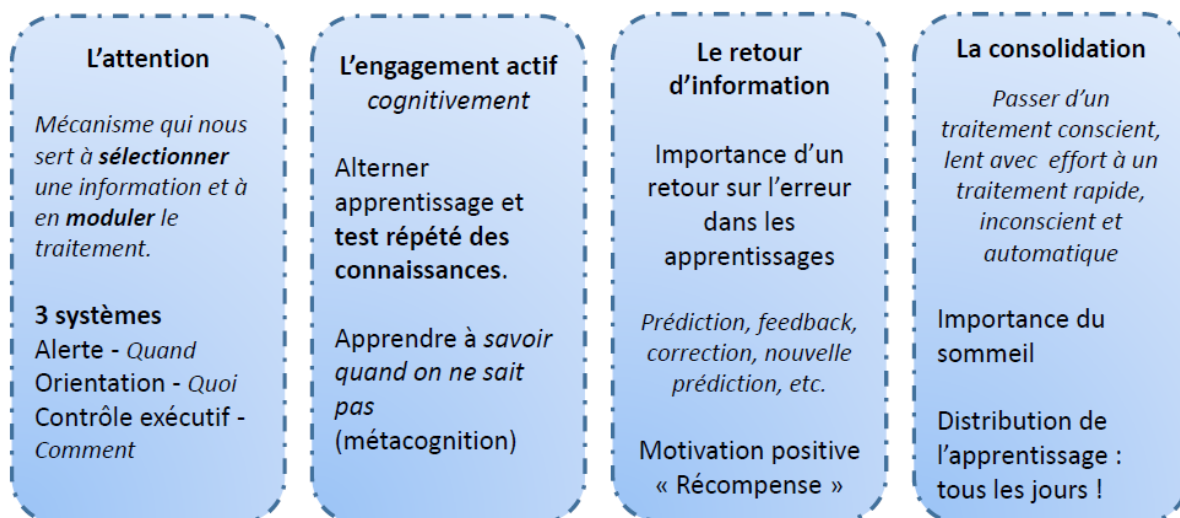 L’attention
Mécanisme qui nous
sert à sélectionner
une information et à
en moduler le
traitement.
3 systèmes
Alerte - Quand
Orientation - Quoi
Contrôle exécutif -
Comment
L’engagement actif
cognitivement
Alterner
apprentissage et
test répété des
connaissances.
Apprendre à savoir
quand on ne sait
pas
(métacognition)
Le retour
d’information
Importance d’un
retour sur l’erreur
dans les
apprentissages
Prédiction, feedback,
correction, nouvelle
prédiction, etc.
Motivation positive
« Récompense »
La consolidation
Passer d’un
traitement conscient,
lent avec effort à un
traitement rapide,
inconscient et
automatique
Importance du
sommeil
Distribution de
l’apprentissage :
tous les jours !